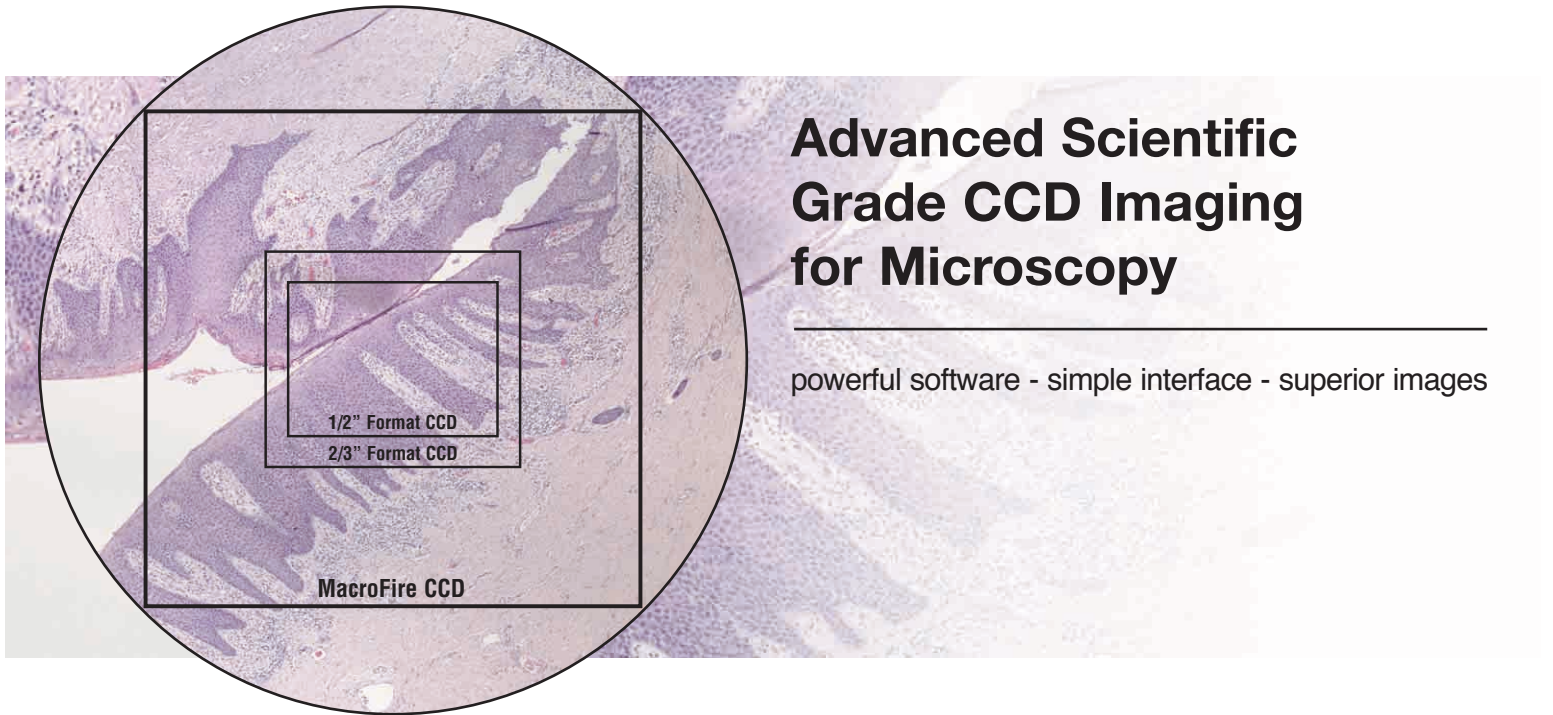 Advanced Scientific
Grade CCD Imaging
for Microscopy
powerful software - simple interface - superior images
1/2” Format CCD
2/3” Format CCD
MacroFire CCD